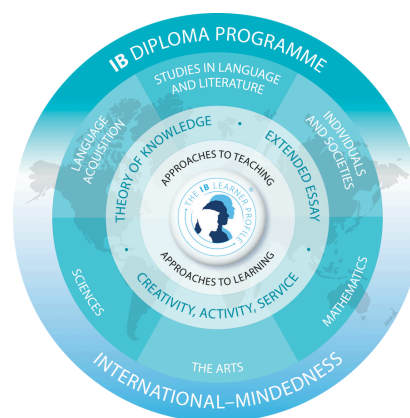 IB DIPLOMA PROGRAMME
STUDIES IN LANGUAGE
AND LITERATURE
LANGUAGE
ACQUISITION
INDIVIDUALS
AND SOCIETIES
THEORY OF KNOWLEDGE
•
EXTENDED ESSAY
•
APPROACHES TO TEACHING
THE IB LEARNER PROFILE
APPROACHES TO LEARNING
•
CREATIVITY, ACTIVITY, SERVICE
SCIENCES
MATHEMATICS
THE ARTS
INTERNATIONAL–MINDEDNESS